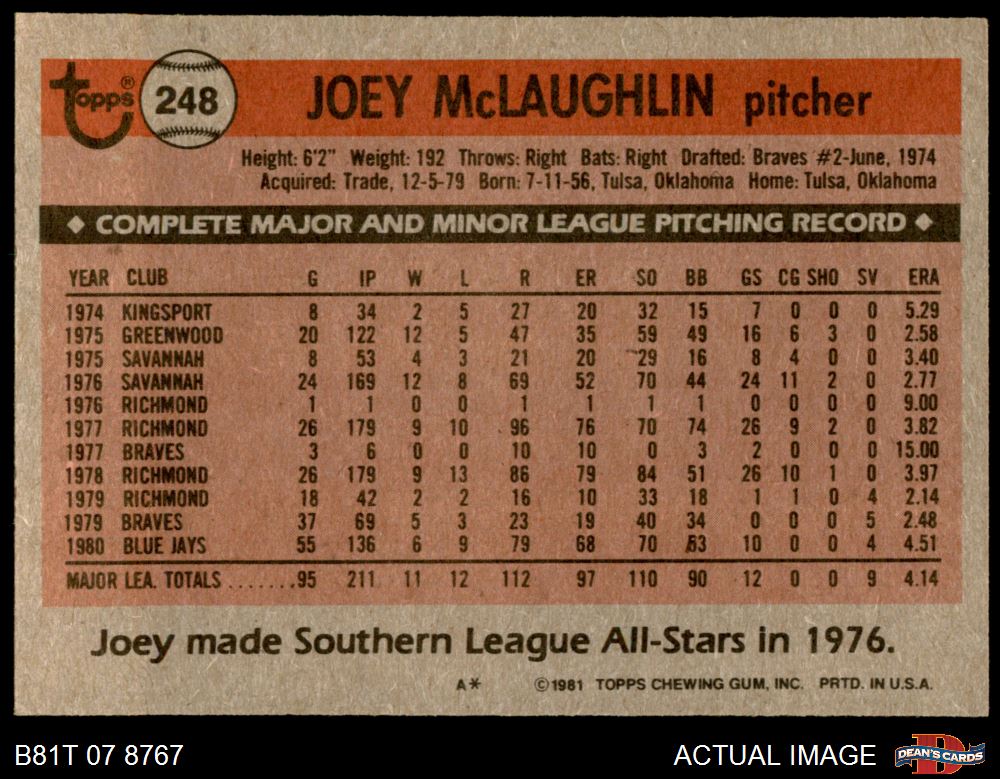 Topps® 248 JOEY McLAUGHLIN pitcher
Height: 6'2" Weight: 192 Throws: Right Bats: Right Drafted: Braves #2-June, 1974
Acquired: Trade, 12-5-79 Born: 7-11-56, Tulsa, Oklahoma Home: Tulsa, Oklahoma
◆ COMPLETE MAJOR AND MINOR LEAGUE PITCHING RECORD ◆
YEAR CLUB G IP W L R ER SO BB GS CG SHO SV ERA
1974 KINGSPORT 8 34 2 5 27 20 32 15 7 0 0 0 5.29
1975 GREENWOOD 20 122 12 5 47 35 59 49 16 6 3 0 2.58
1975 SAVANNAH 8 53 4 3 21 20 29 16 8 4 0 0 3.40
1976 SAVANNAH 24 169 12 8 69 52 70 44 24 11 2 0 2.77
1976 RICHMOND 1 1 0 0 1 1 1 1 0 0 0 0 9.00
1977 RICHMOND 26 179 9 10 96 76 70 74 26 9 2 0 3.82
1977 BRAVES 3 6 0 0 10 10 0 3 2 0 0 0 15.00
1978 RICHMOND 26 179 9 13 86 79 84 51 26 10 1 0 3.97
1979 RICHMOND 18 42 2 2 16 10 33 18 1 1 0 4 2.14
1979 BRAVES 37 69 5 3 23 19 40 34 0 0 0 5 2.48
1980 BLUE JAYS 55 136 6 9 79 68 70 53 10 0 0 4 4.51
MAJOR LEA. TOTALS .......95 211 11 12 112 97 110 90 12 0 0 9 4.14
Joey made Southern League All-Stars in 1976.
A* ©1981 TOPPS CHEWING GUM, INC. PRTD. IN U.S.A.
B81T 07 8767 ACTUAL IMAGE DEAN'S CARDS